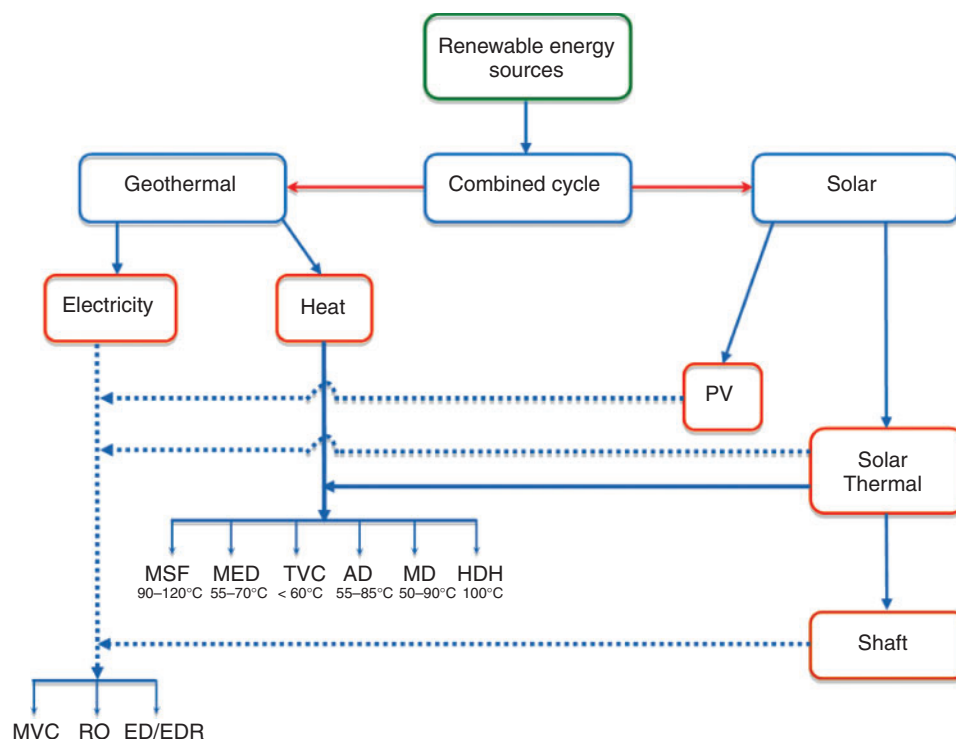 Renewable energy
sources
Geothermal
Combined cycle
Solar
Electricity
Heat
PV
Solar
Thermal
MSF MED TVC AD MD HDH
90–120°C 55–70°C < 60°C 55–85°C 50–90°C 100°C
Shaft
MVC RO ED/EDR